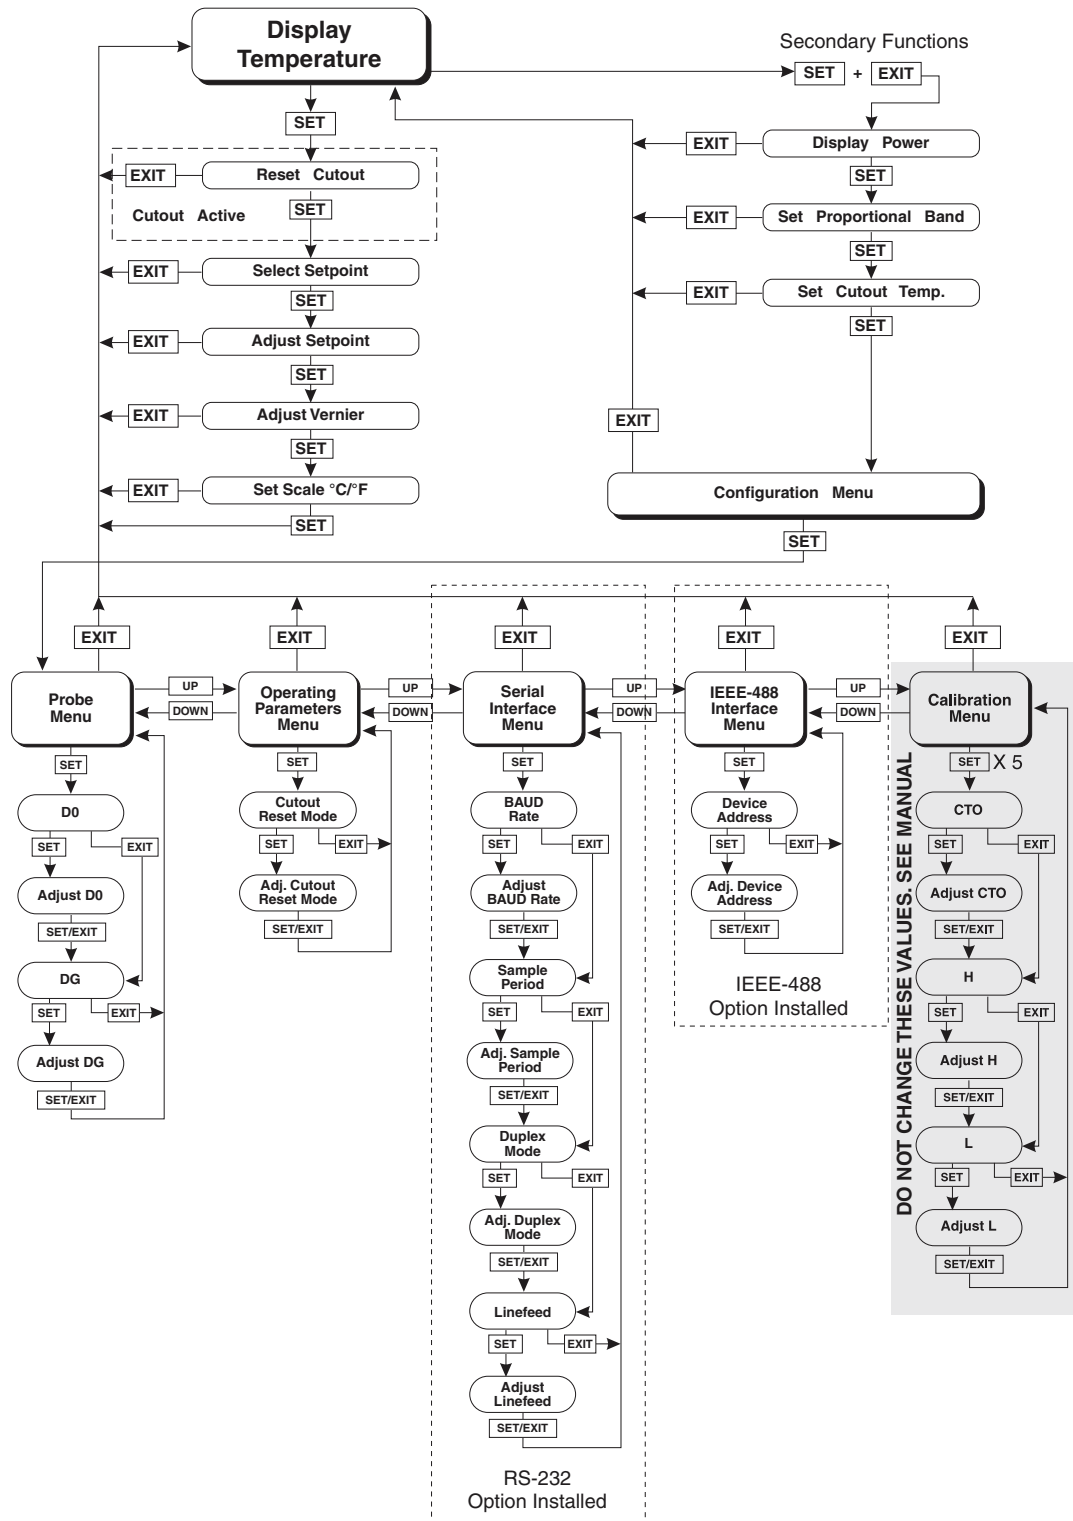 Display
Temperature
Secondary Functions
SET + EXIT
SET
EXIT Display Power
EXIT Reset Cutout
SET
SET
Cutout Active
EXIT Set Proportional Band
SET
EXIT Select Setpoint
SET
EXIT Set Cutout Temp.
SET
EXIT Adjust Setpoint
SET
EXIT Adjust Vernier
SET
EXIT
EXIT Set Scale °C/°F
SET
Configuration Menu
SET
EXIT EXIT EXIT EXIT EXIT
Probe
Menu
UP
DOWN
Operating
Parameters
Menu
UP
DOWN
Serial
Interface
Menu
UP
DOWN
IEEE-488
Interface
Menu
UP
DOWN
Calibration
Menu
SET
D0
SET EXIT
Adjust D0
SET/EXIT
DG
SET EXIT
Adjust DG
SET/EXIT
SET
Cutout
Reset Mode
SET EXIT
Adj. Cutout
Reset Mode
SET/EXIT
SET
BAUD
Rate
SET EXIT
Adjust
BAUD Rate
SET/EXIT
Sample
Period
SET EXIT
Adj. Sample
Period
SET/EXIT
Duplex
Mode
SET EXIT
Adj. Duplex
Mode
SET/EXIT
Linefeed
SET EXIT
Adjust
Linefeed
SET/EXIT
RS-232
Option Installed
SET
Device
Address
SET EXIT
Adj. Device
Address
SET/EXIT
IEEE-488
Option Installed
DO NOT CHANGE THESE VALUES. SEE MANUAL
SET X 5
CTO
SET EXIT
Adjust CTO
SET/EXIT
H
SET EXIT
Adjust H
SET/EXIT
L
SET EXIT
Adjust L
SET/EXIT